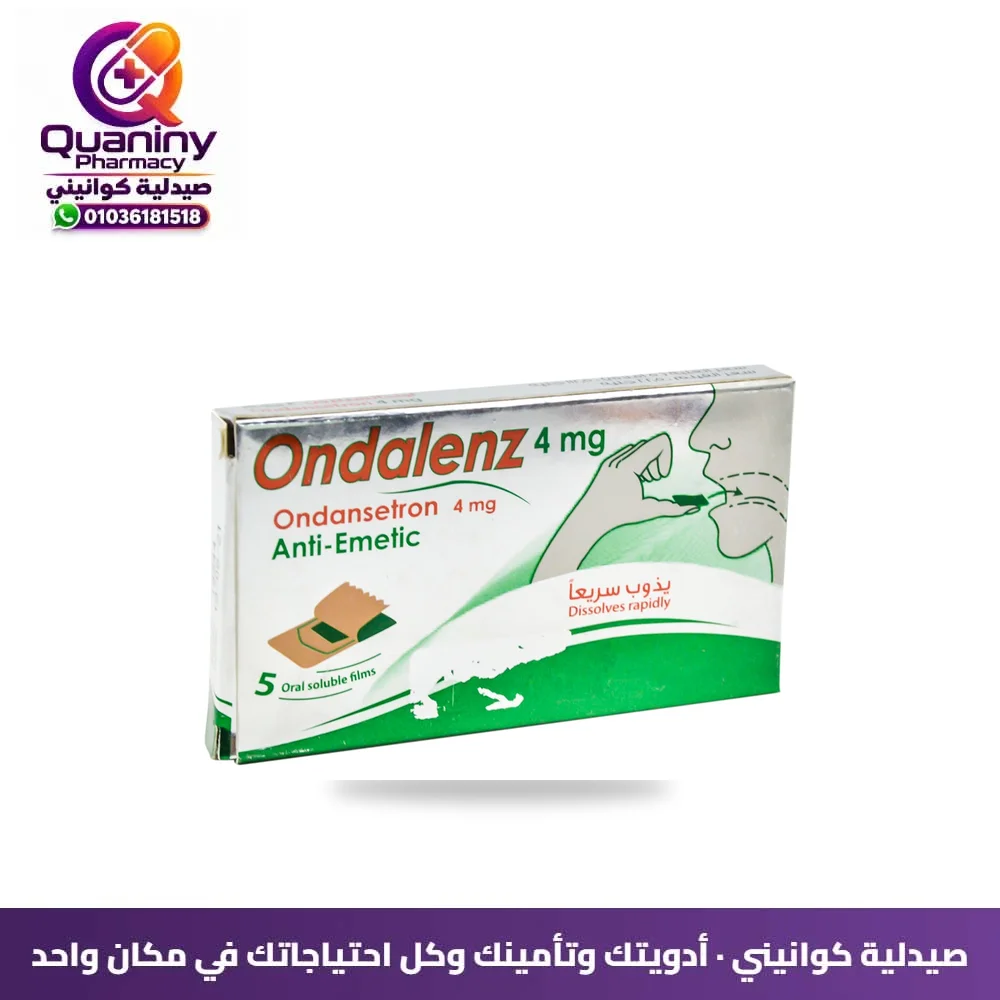 Quaniny
Pharmacy
صيدلية كوانيني
01036181518
Ondalenz 4 mg
Ondansetron 4 mg
Anti-Emetic
يذوب سريعاً
Dissolves rapidly
5 Oral soluble films
صيدلية كوانيني · أدويتك وتأمينك وكل احتياجاتك في مكان واحد